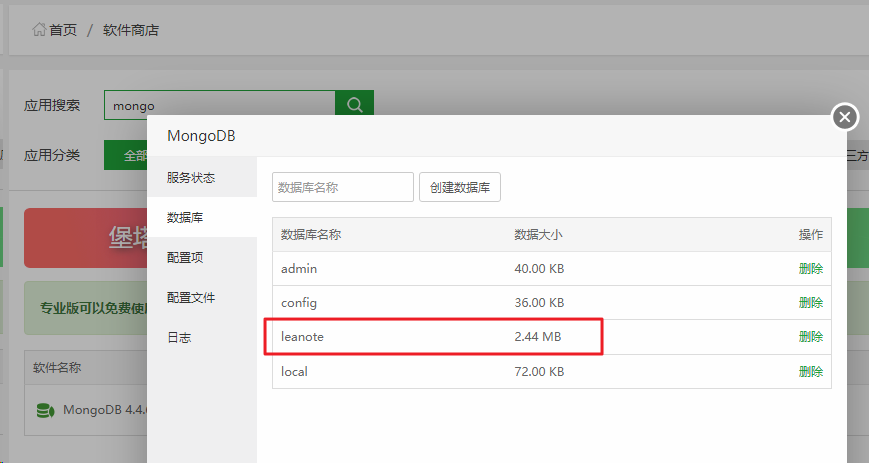 首页 / 软件商店
应用搜索 mongo
MongoDB
应用分类 全部
三方
服务状态
数据库名称 创建数据库
数据库
数据库名称 数据大小 操作
配置项
admin 40.00 KB 删除
配置文件
config 36.00 KB 删除
专业版可以免费使
leanote 2.44 MB 删除
日志
软件名称
local 72.00 KB 删除
MongoDB 4.4.